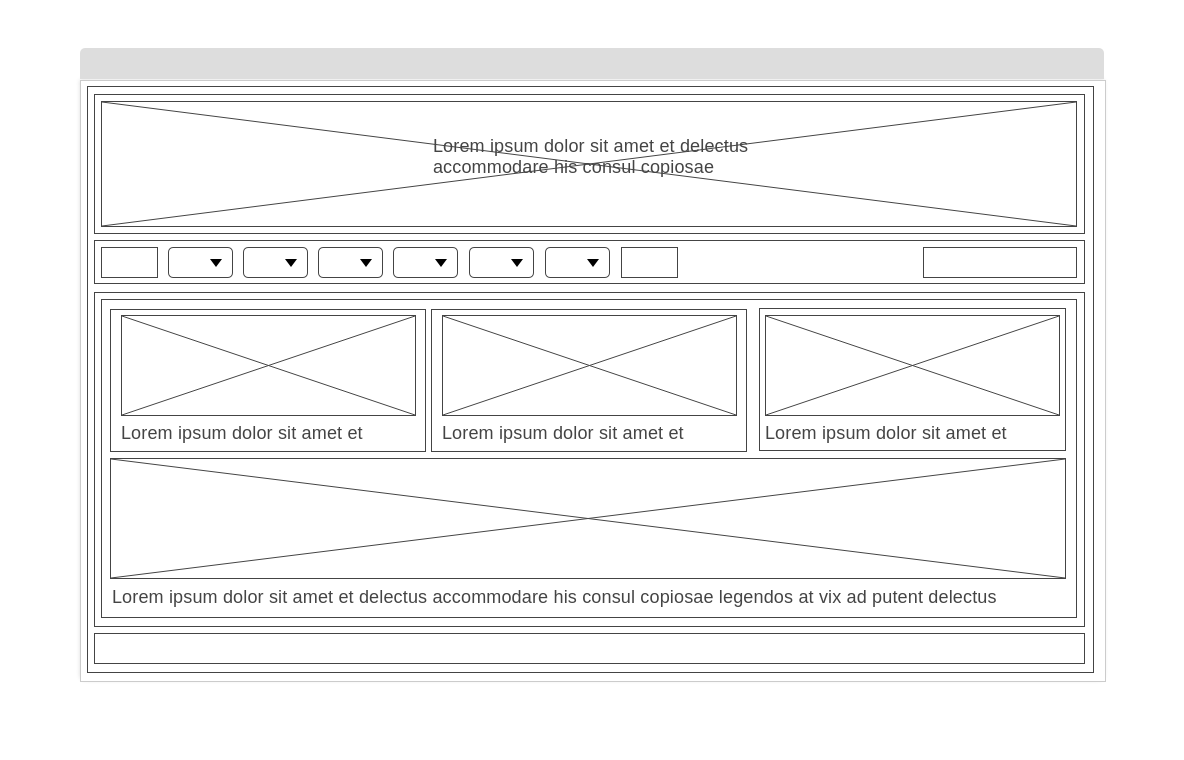 Lorem ipsum dolor sit amet et delectus
accommodare his consul copiosae
Lorem ipsum dolor sit amet et
Lorem ipsum dolor sit amet et
Lorem ipsum dolor sit amet et
Lorem ipsum dolor sit amet et delectus accommodare his consul copiosae legendos at vix ad putent delectus